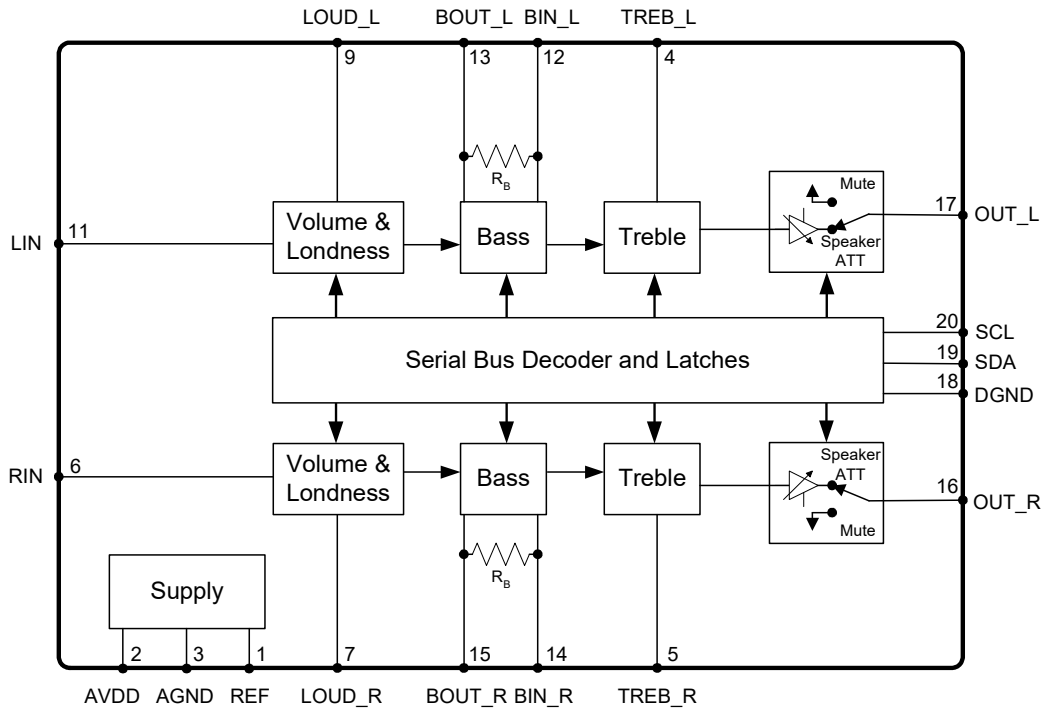 LOUD_L BOUT_L BIN_L TREB_L
9 13 12 4
R_B
Mute
17 OUT_L
11
LIN
Volume &
Londness
Bass
Treble
Speaker
ATT
20 SCL
Serial Bus Decoder and Latches
19 SDA
18 DGND
6
RIN
Volume &
Londness
Bass
Treble
Speaker
ATT
16 OUT_R
Mute
R_B
Supply
2 3 1 7 15 14 5
AVDD AGND REF LOUD_R BOUT_R BIN_R TREB_R